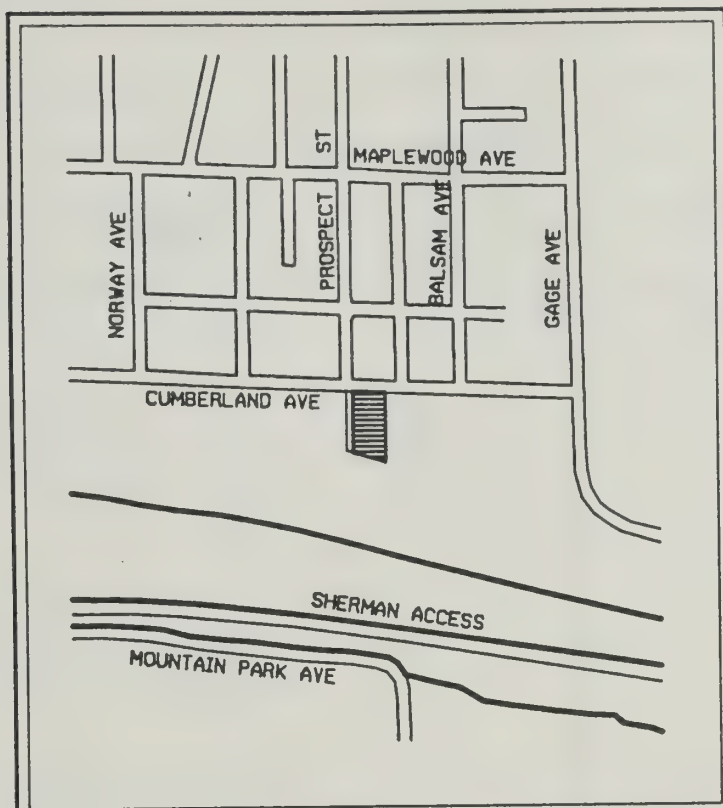 ST
MAPLEWOOD AVE
NORWAY AVE
PROSPECT
BALSAM AVE
GAGE AVE
CUMBERLAND AVE
SHERMAN ACCESS
MOUNTAIN PARK AVE